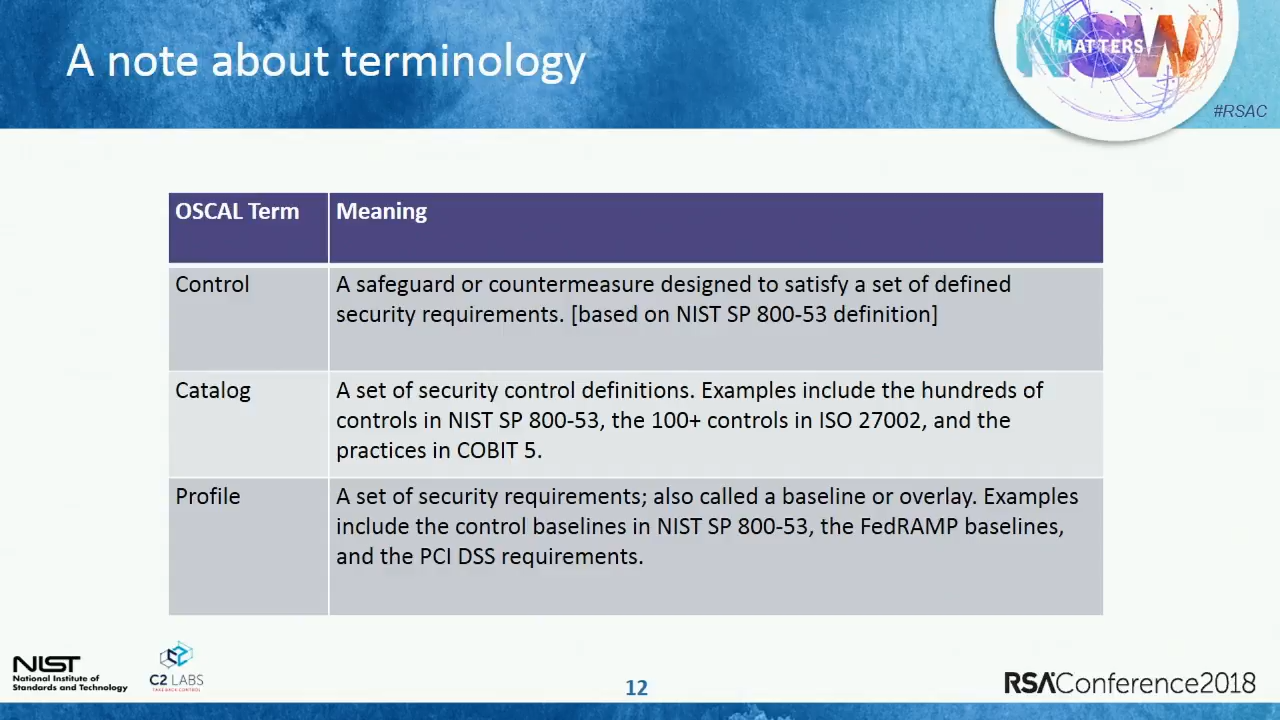 A note about terminology
NOW
MATTERS
#RSAC
OSCAL Term
Meaning
Control
A safeguard or countermeasure designed to satisfy a set of defined
security requirements. [based on NIST SP 800-53 definition]
Catalog
A set of security control definitions. Examples include the hundreds of
controls in NIST SP 800-53, the 100+ controls in ISO 27002, and the
practices in COBIT 5.
Profile
A set of security requirements; also called a baseline or overlay. Examples
include the control baselines in NIST SP 800-53, the FedRAMP baselines,
and the PCI DSS requirements.
NIST
National Institute of
Standards and Technology
C2 LABS
TAKE BACK CONTROL
12
RSAConference2018